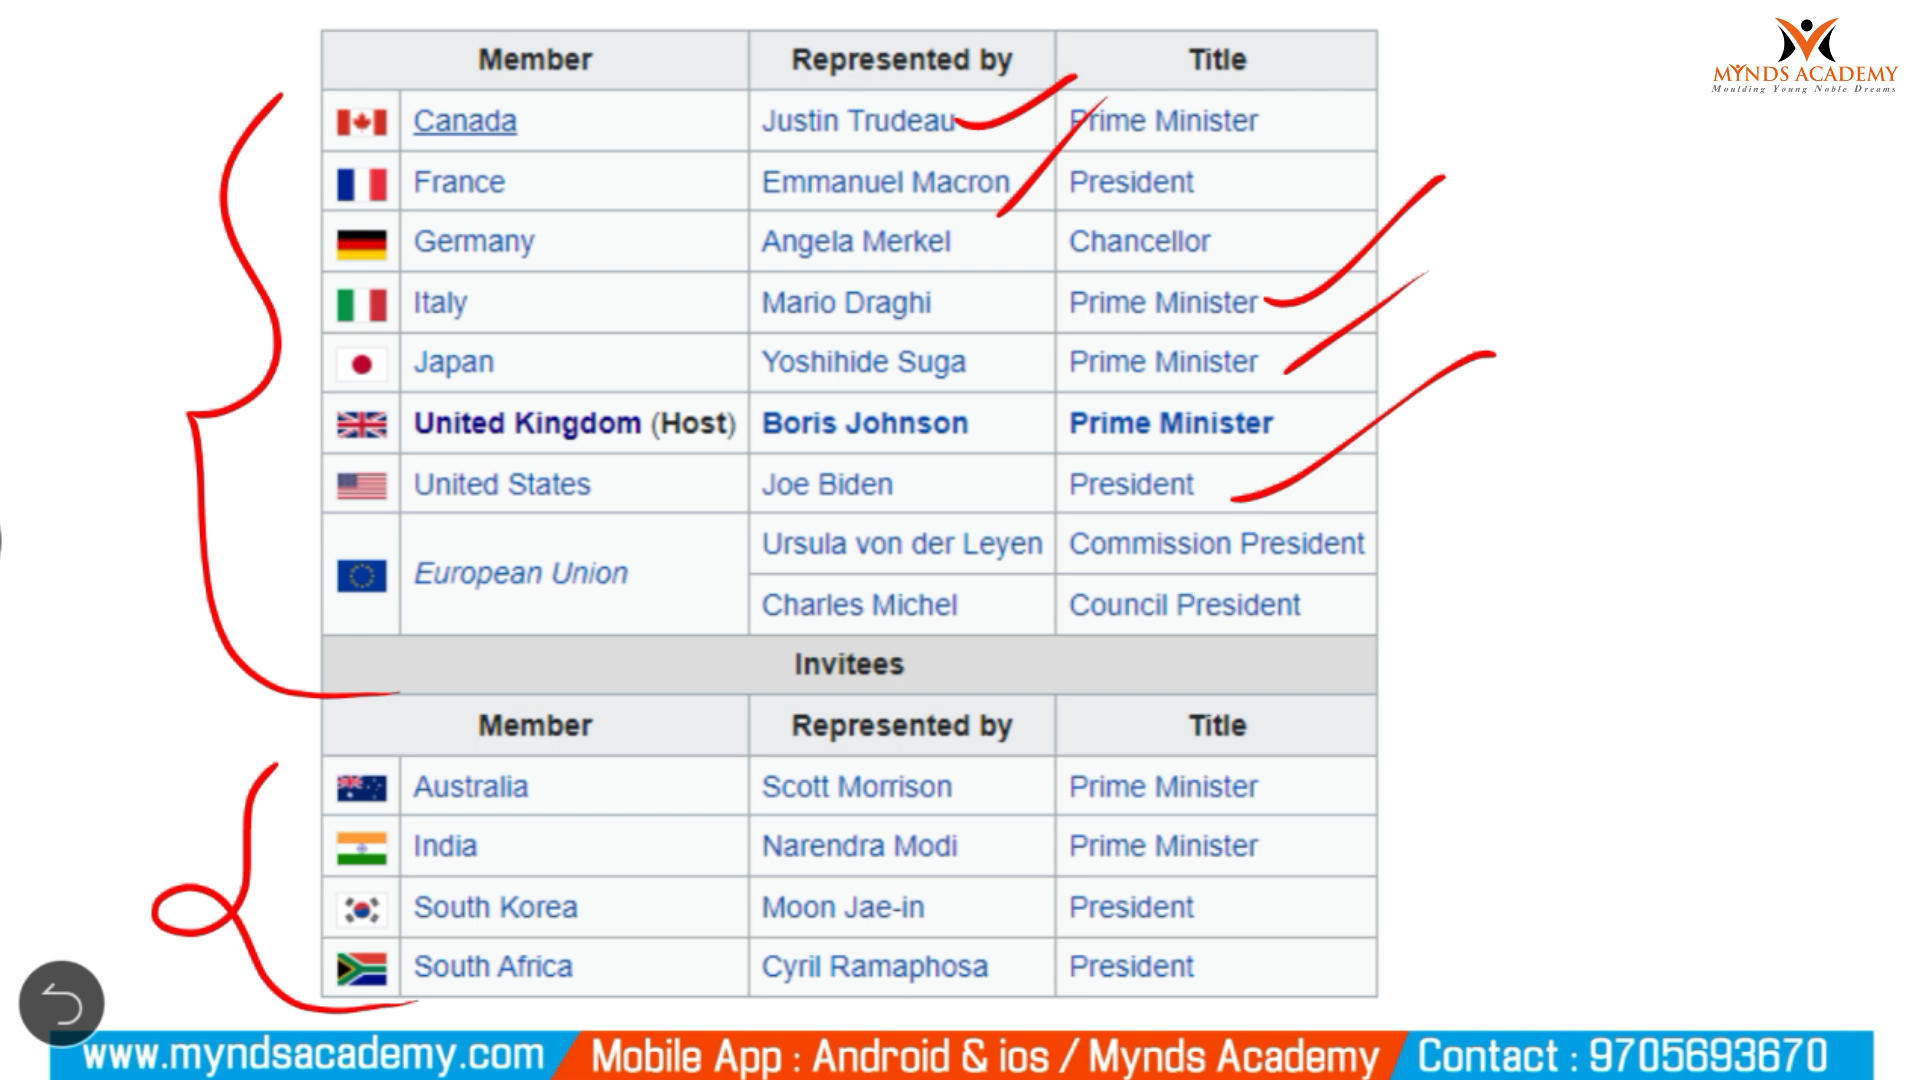 MYNDS ACADEMY
Moulding Young Noble Dreams
Member Represented by Title
Canada Justin Trudeau Prime Minister
France Emmanuel Macron President
Germany Angela Merkel Chancellor
Italy Mario Draghi Prime Minister
Japan Yoshihide Suga Prime Minister
United Kingdom (Host) Boris Johnson Prime Minister
United States Joe Biden President
European Union Ursula von der Leyen Commission President
Charles Michel Council President
Invitees
Member Represented by Title
Australia Scott Morrison Prime Minister
India Narendra Modi Prime Minister
South Korea Moon Jae-in President
South Africa Cyril Ramaphosa President
www.myndsacademy.com Mobile App : Android & ios / Mynds Academy Contact : 9705693670